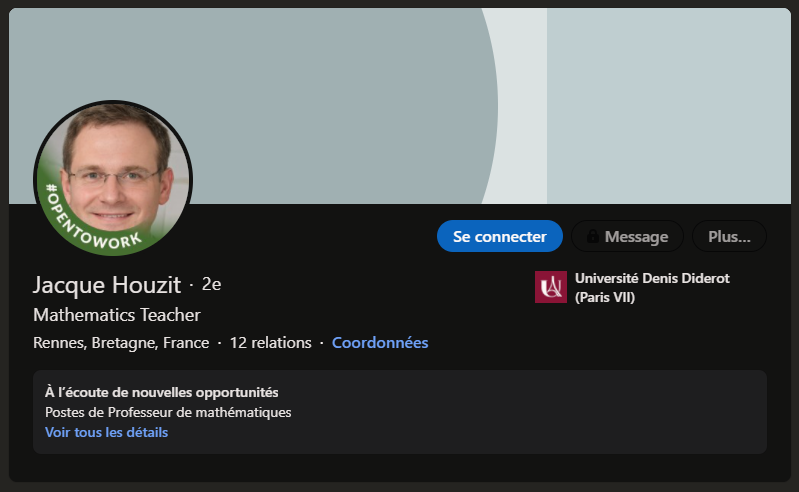 #OPENTOWORK
Se connecter
Message
Plus...
Jacque Houzit · 2e
Université Denis Diderot
(Paris VII)
Mathematics Teacher
Rennes, Bretagne, France · 12 relations · Coordonnées
À l’écoute de nouvelles opportunités
Postes de Professeur de mathématiques
Voir tous les détails